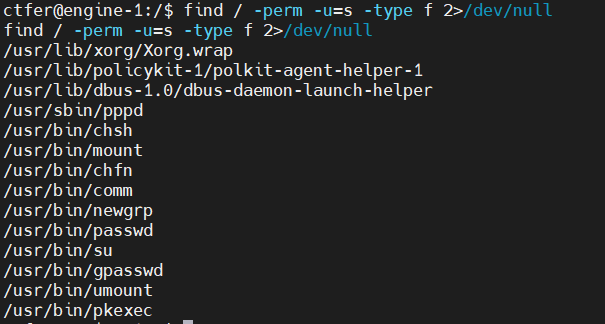 ctfer@engine-1:/$ find / -perm -u=s -type f 2>/dev/null
find / -perm -u=s -type f 2>/dev/null
/usr/lib/xorg/Xorg.wrap
/usr/lib/policykit-1/polkit-agent-helper-1
/usr/lib/dbus-1.0/dbus-daemon-launch-helper
/usr/sbin/pppd
/usr/bin/chsh
/usr/bin/mount
/usr/bin/chfn
/usr/bin/comm
/usr/bin/newgrp
/usr/bin/passwd
/usr/bin/su
/usr/bin/gpasswd
/usr/bin/umount
/usr/bin/pkexec